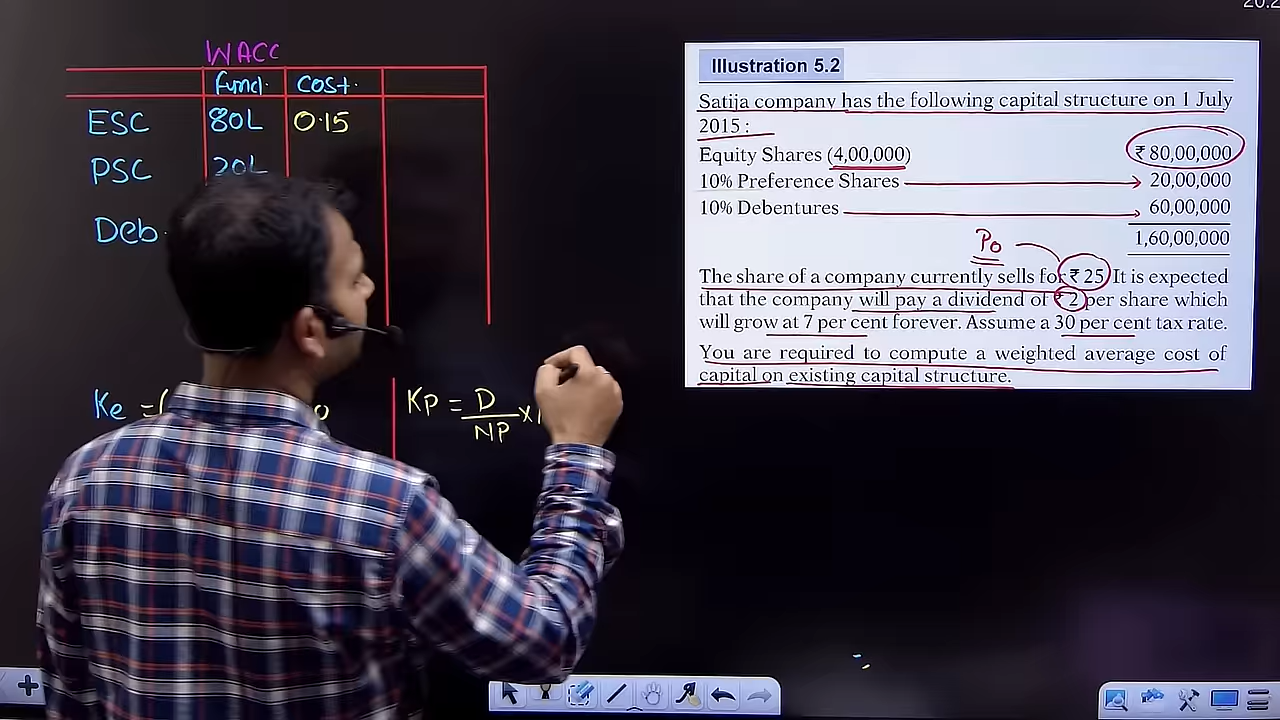 WACC
fund. Cost.
ESC 80L 0.15
PSC 20L
Deb.
Ke =
Kp = D/NP ×
Illustration 5.2
Satija company has the following capital structure on 1 July
2015 :
Equity Shares (4,00,000) ₹ 80,00,000
10% Preference Shares 20,00,000
10% Debentures 60,00,000
1,60,00,000
P₀
The share of a company currently sells for ₹ 25. It is expected
that the company will pay a dividend of ₹ 2 per share which
will grow at 7 per cent forever. Assume a 30 per cent tax rate.
You are required to compute a weighted average cost of
capital on existing capital structure.